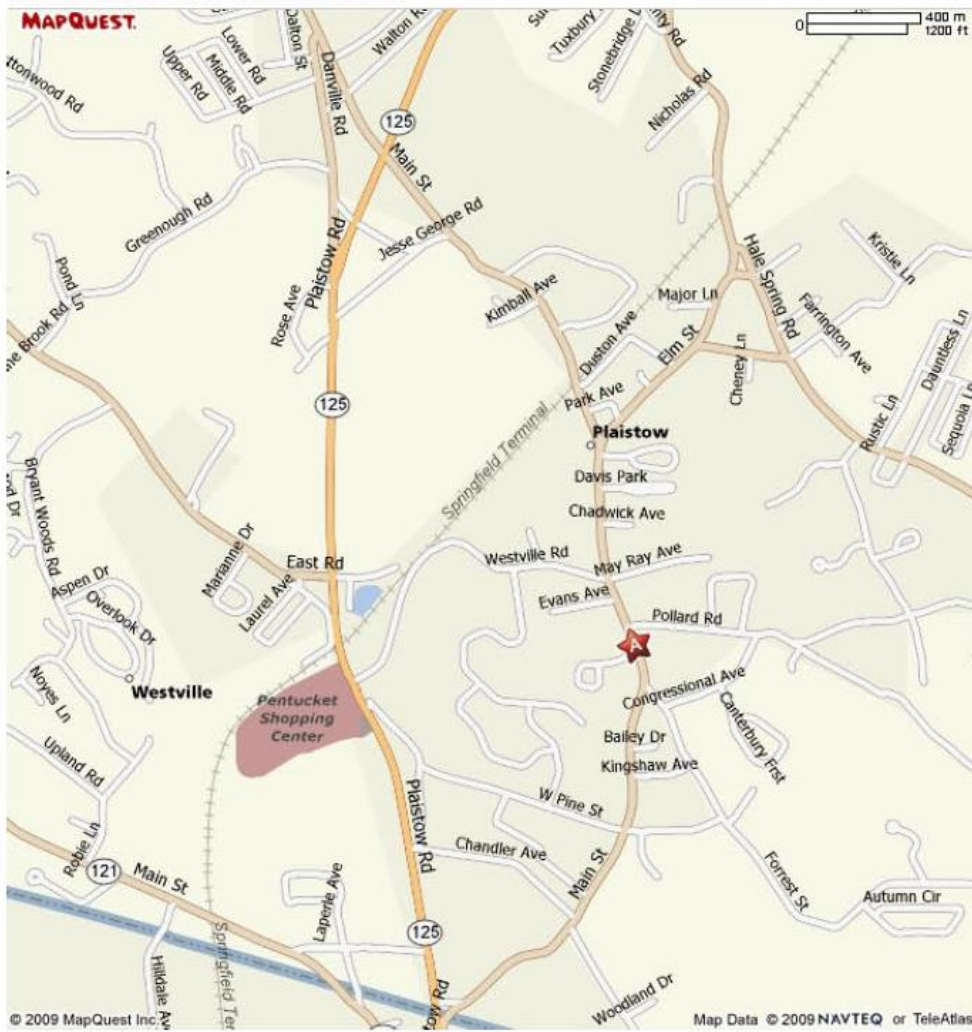 MAPQUEST.
400 m
0
1200 ft
Dalton St
Lower Rd
Middle Rd
Upper Rd
Walton
Danville Rd
Tuxbury
Stonebridge
Nicholas Rd
125
Main St
Greenough Rd
Jesse George Rd
Plaistow Rd
Rose Ave
Pond Ln
Brook Rd
Kimball Ave
Major Ln
Hale Spring Rd
Kristie Ln
Farrington Ave
Duston Ave
Elm St
Cheney Ln
Dauntless Ln
Sequoia Ln
Rustic Ln
Park Ave
125
Plaistow
Springfield Terminal
Davis Park
Chadwick Ave
Bryant Woods Rd
Marianne Dr
East Rd
Laurel Ave
Westville Rd
May Ray Ave
Evans Ave
Pollard Rd
Aspen Dr
Overlook Dr
A
Noyes Ln
Westville
Congressional Ave
Canterbury Frst
Pentucket
Shopping
Center
Bailey Dr
Kingshaw Ave
Upland Rd
Plaistow Rd
W Pine St
Chandler Ave
Robie Ln
121
Main St
Main St
Forrest St
Autumn Cir
Laperle Ave
125
Springfield
Hilldale
Woodland Dr
Rd
© 2009 MapQuest Inc.
Map Data © 2009 NAVTEQ or TeleAtlas